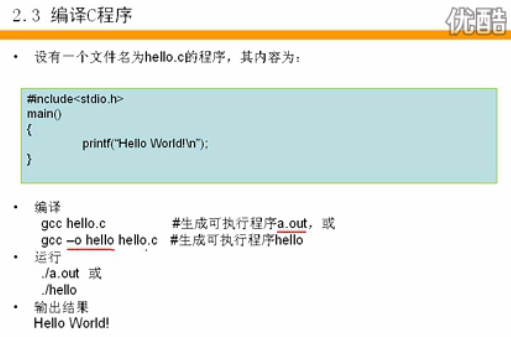 2.3 编译C程序
优酷
• 设有一个文件名为hello.c的程序，其内容为：
#include<stdio.h>
main()
{
printf(“Hello World!\n”);
}
• 编译
gcc hello.c #生成可执行程序a.out，或
gcc –o hello hello.c #生成可执行程序hello
• 运行
./a.out 或
./hello
• 输出结果
Hello World!